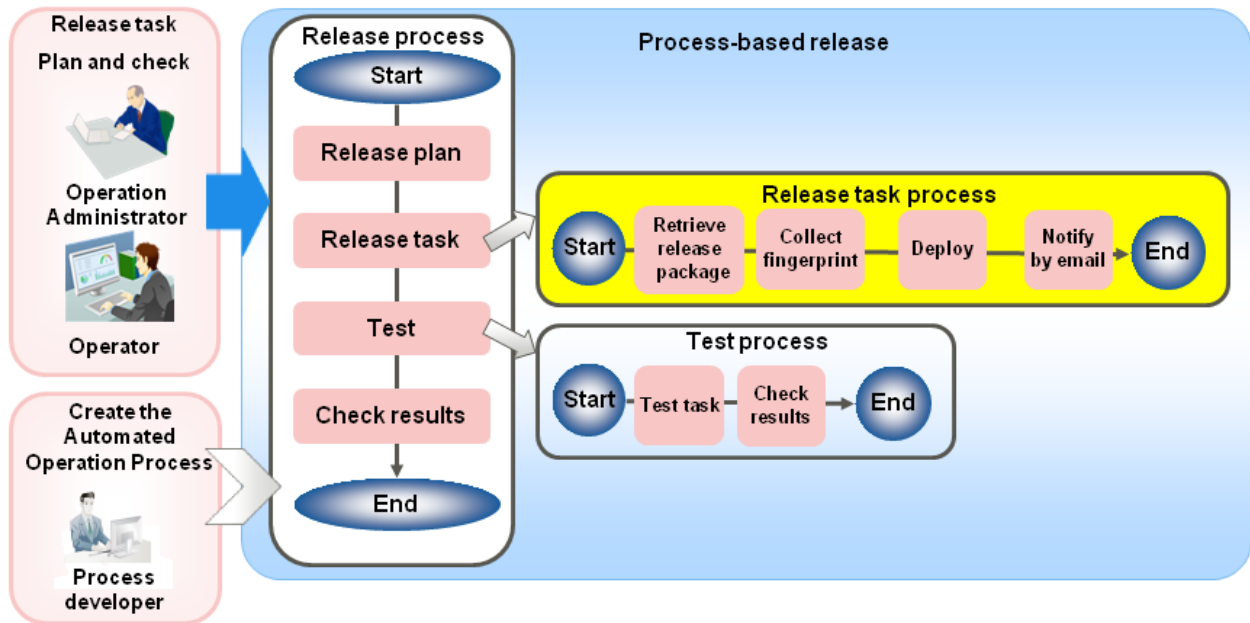 Release task
Plan and check
Operation
Administrator
Operator
Create the
Automated
Operation Process
Process
developer
Process-based release
Release process
Start
Release plan
Release task
Test
Check results
End
Release task process
Start
Retrieve
release
package
Collect
fingerprint
Deploy
Notify
by email
End
Test process
Start
Test task
Check
results
End